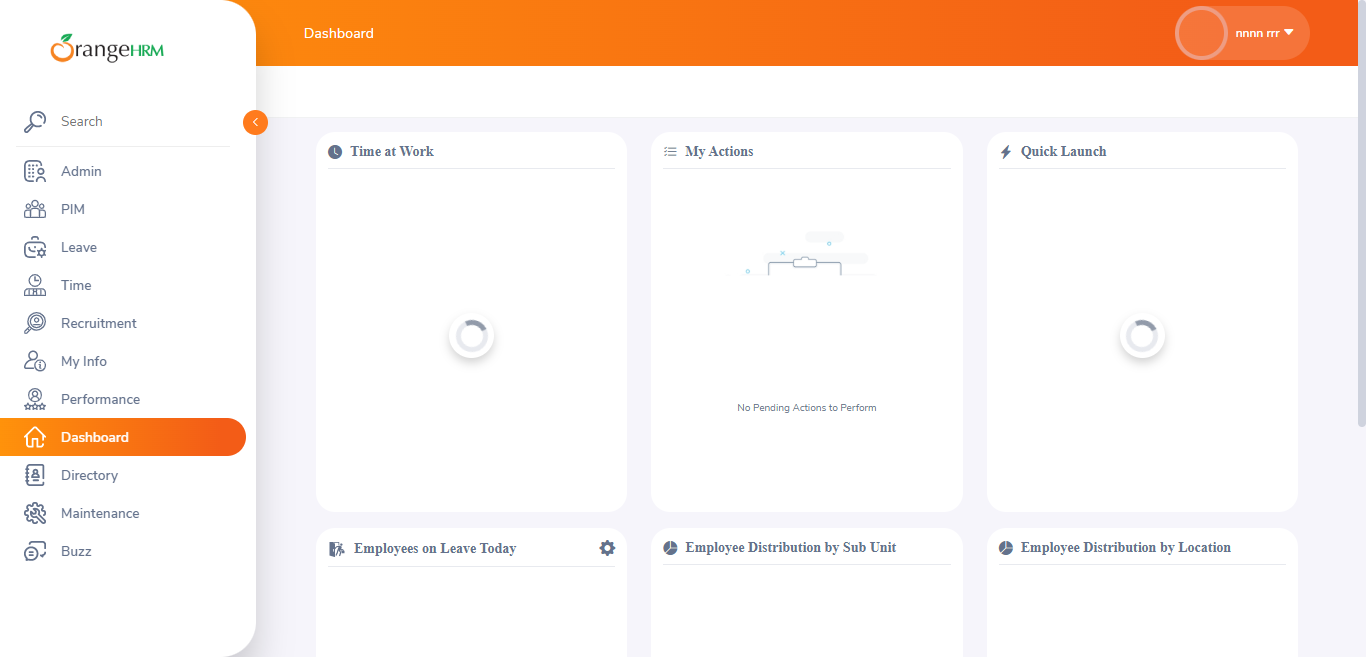 OrangeHRM
Search
Admin
PIM
Leave
Time
Recruitment
My Info
Performance
Dashboard
Directory
Maintenance
Buzz
Dashboard
nnnn rrr
Time at Work
My Actions
No Pending Actions to Perform
Quick Launch
Employees on Leave Today
Employee Distribution by Sub Unit
Employee Distribution by Location